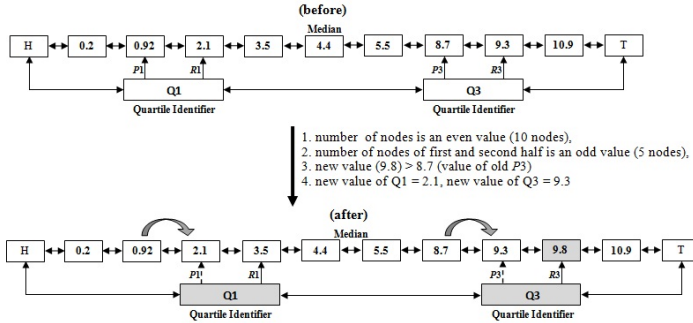 (before)
Median
H 0.2 0.92 2.1 3.5 4.4 5.5 8.7 9.3 10.9 T
P1 R1 P3 R3
Q1 Q3
Quartile Identifier Quartile Identifier
1. number of nodes is an even value (10 nodes),
2. number of nodes of first and second half is an odd value (5 nodes),
3. new value (9.8) > 8.7 (value of old P3)
4. new value of Q1 = 2.1, new value of Q3 = 9.3
(after)
Median
H 0.2 0.92 2.1 3.5 4.4 5.5 8.7 9.3 9.8 10.9 T
P1' R1 P3' R3
Q1 Q3
Quartile Identifier Quartile Identifier